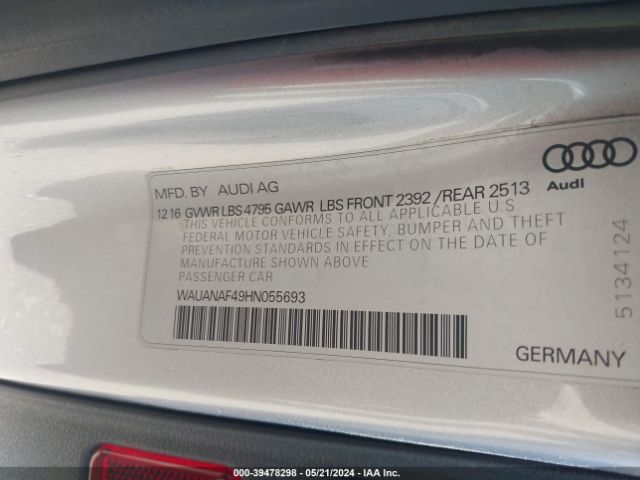 MFD. BY AUDI AG
12 16 GVWR LBS 4795 GAWR LBS FRONT 2392 /REAR 2513
THIS VEHICLE CONFORMS TO ALL APPLICABLE U.S.
FEDERAL MOTOR VEHICLE SAFETY, BUMPER AND THEFT
PREVENTION STANDARDS IN EFFECT ON THE DATE OF
MANUFACTURE SHOWN ABOVE
PASSENGER CAR
WAUANAF49HN055693
Audi
5134124
GERMANY
000-39478298 - 05/21/2024 - IAA Inc.